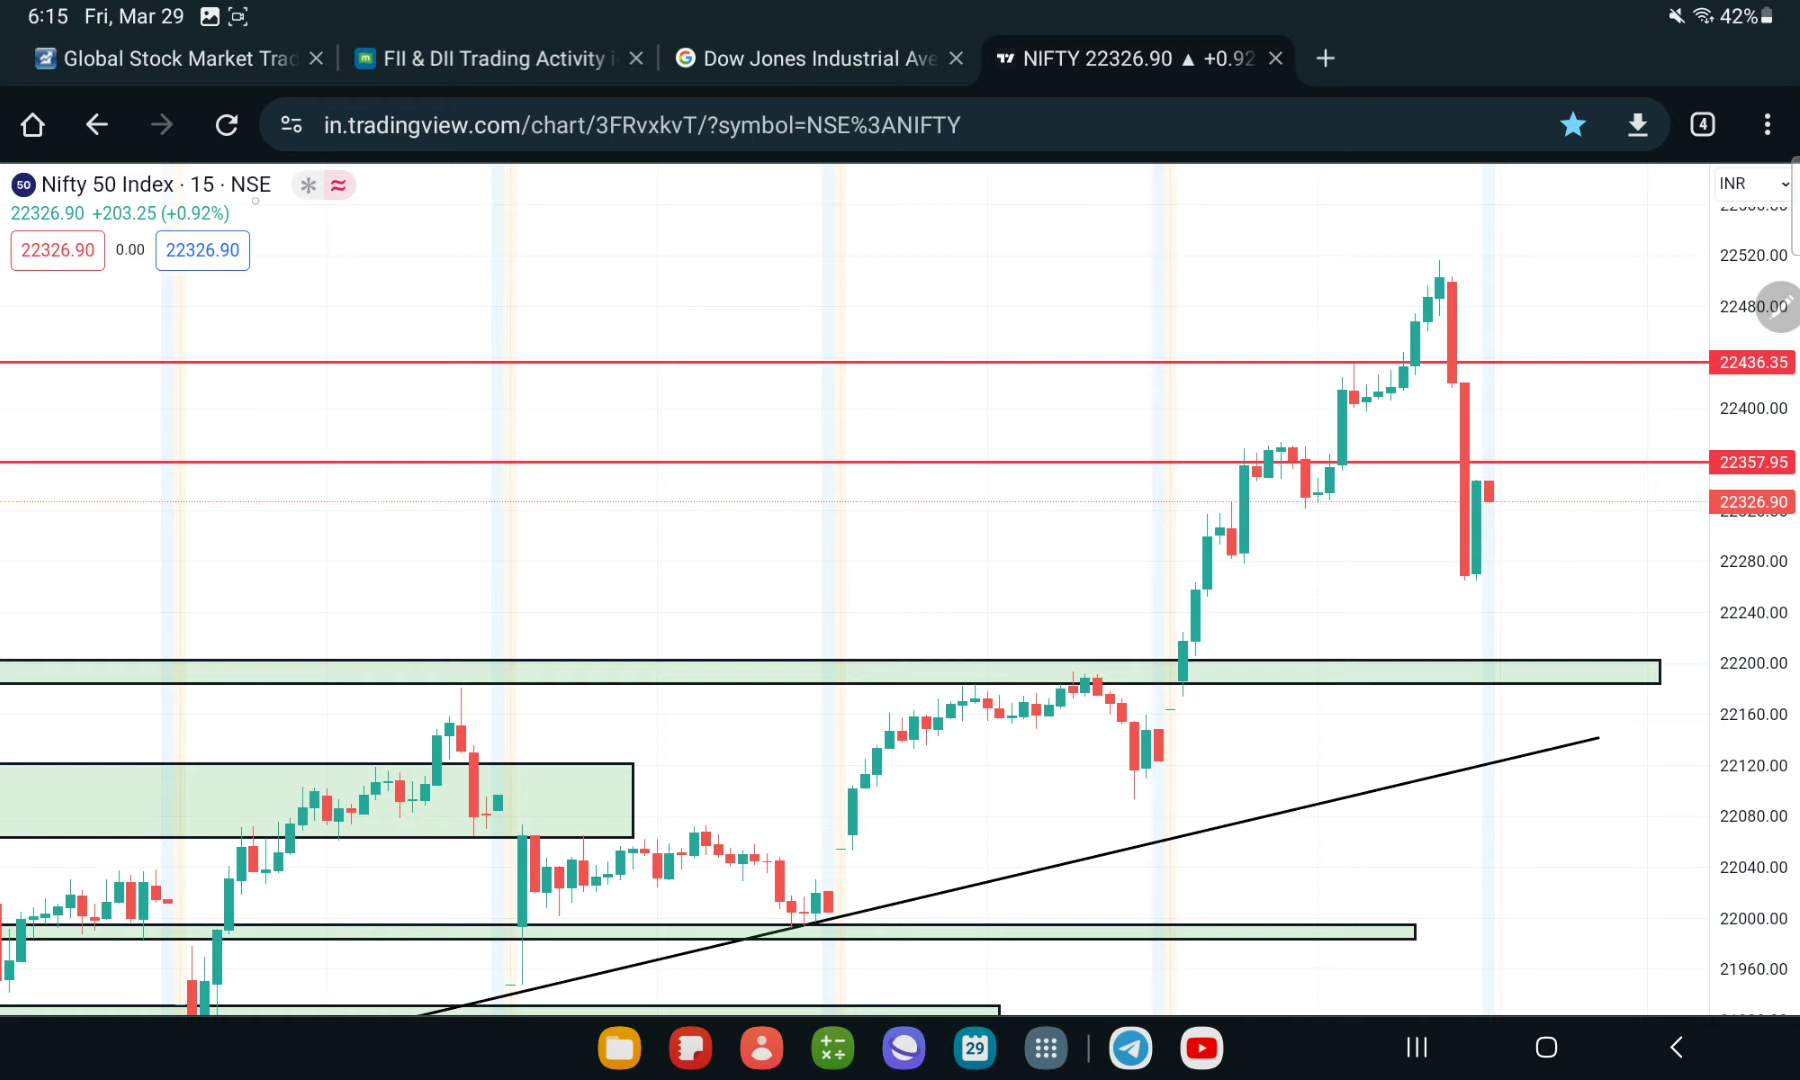 6:15 Fri, Mar 29
42%
Global Stock Market Trad
FII & DII Trading Activity i
Dow Jones Industrial Ave
NIFTY 22326.90 ▲ +0.92
in.tradingview.com/chart/3FRvxkvT/?symbol=NSE%3ANIFTY
4
50 Nifty 50 Index · 15 · NSE
22326.90 +203.25 (+0.92%)
22326.90 0.00 22326.90
INR
22520.00
22480.00
22436.35
22400.00
22357.95
22326.90
22280.00
22240.00
22200.00
22160.00
22120.00
22080.00
22040.00
22000.00
21960.00
29